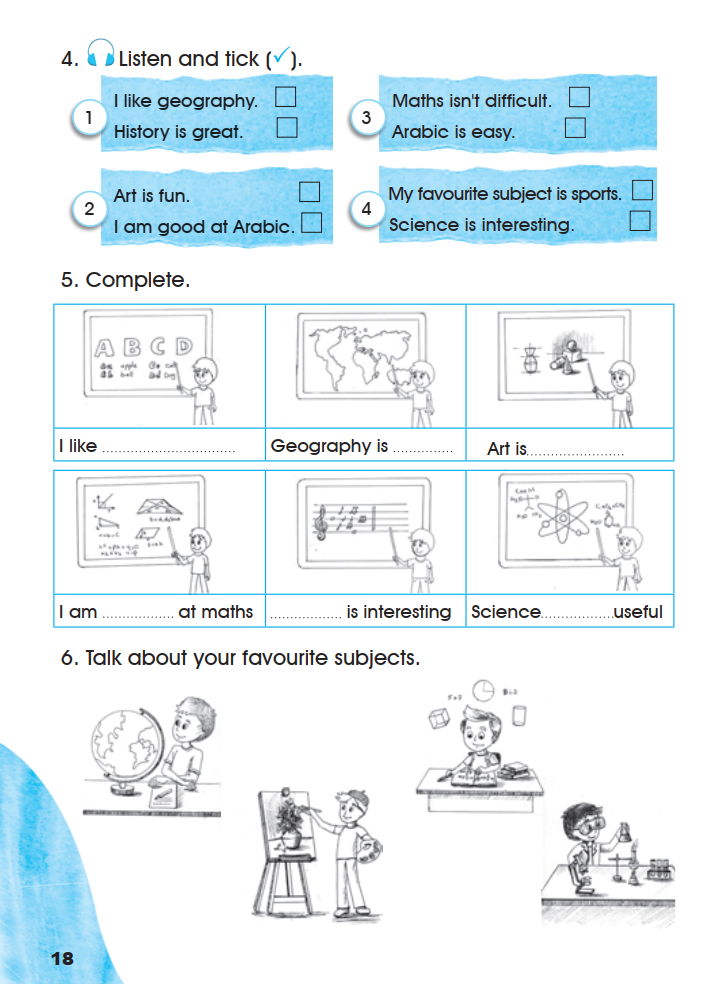 4. Listen and tick (✓).
1
I like geography.
History is great.
2
Art is fun.
I am good at Arabic.
3
Maths isn't difficult.
Arabic is easy.
4
My favourite subject is sports.
Science is interesting.
5. Complete.
A B C D
apple
ball
I like ................................
Geography is ...............
Art is........................
I am .................. at maths
.................. is interesting
Science..................useful
6. Talk about your favourite subjects.
18